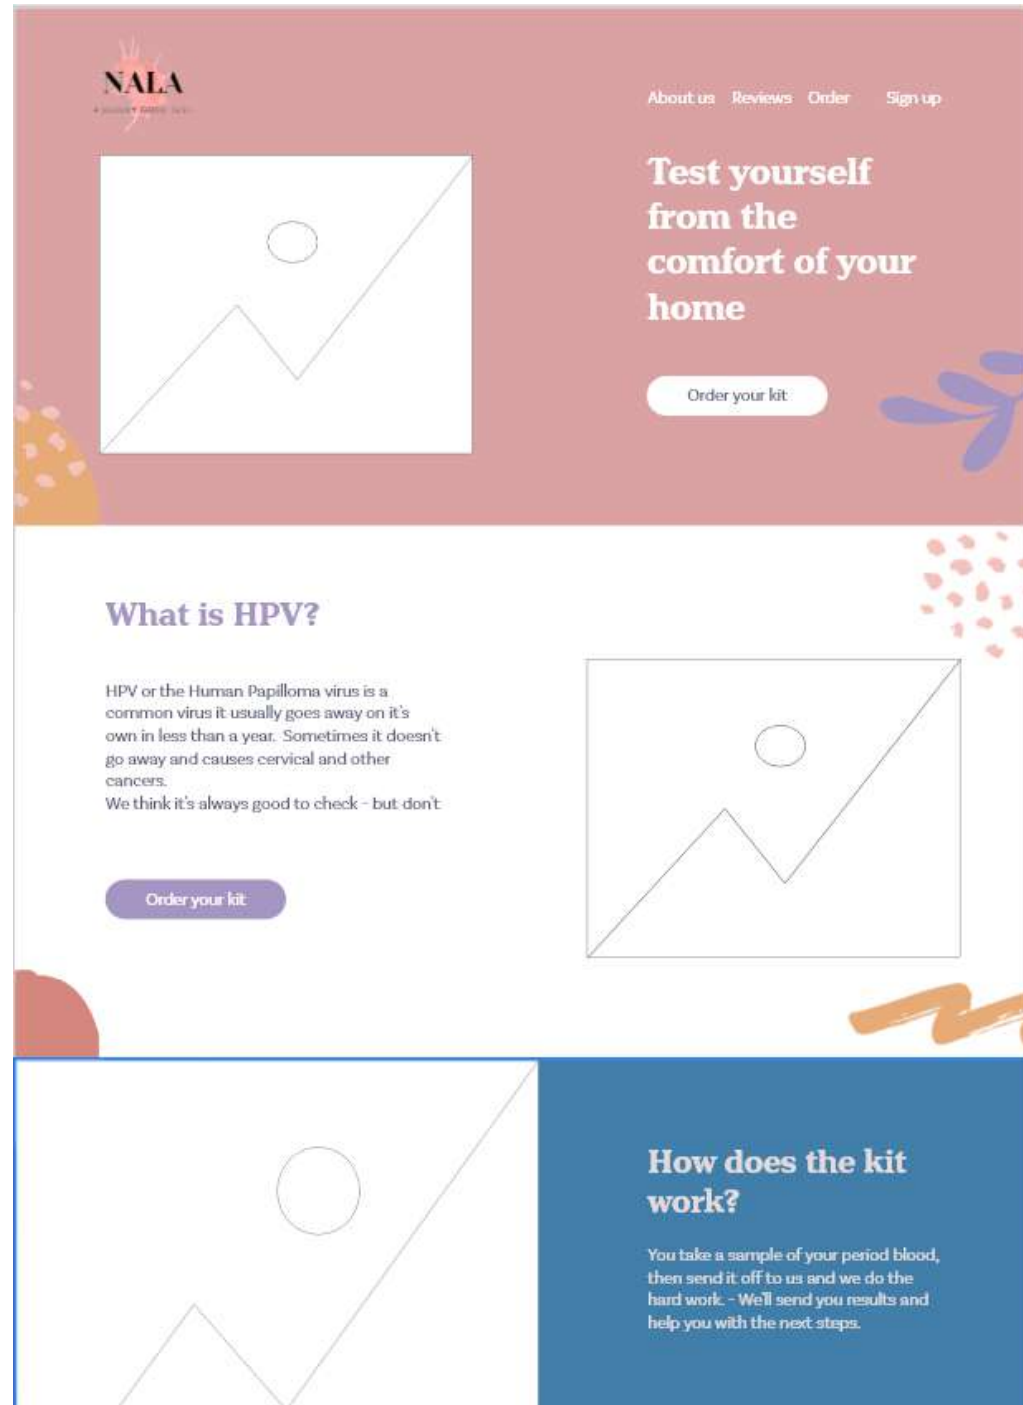 NALA
About us Reviews Order Sign up
Test yourself
from the
comfort of your
home
Order your kit
What is HPV?
HPV or the Human Papilloma virus is a
common virus it usually goes away on it's
own in less than a year. Sometimes it doesn't
go away and causes cervical and other
cancers.
We think it's always good to check - but don't
Order your kit
How does the kit
work?
You take a sample of your period blood,
then send it off to us and we do the
hard work. - We'll send you results and
help you with the next steps.